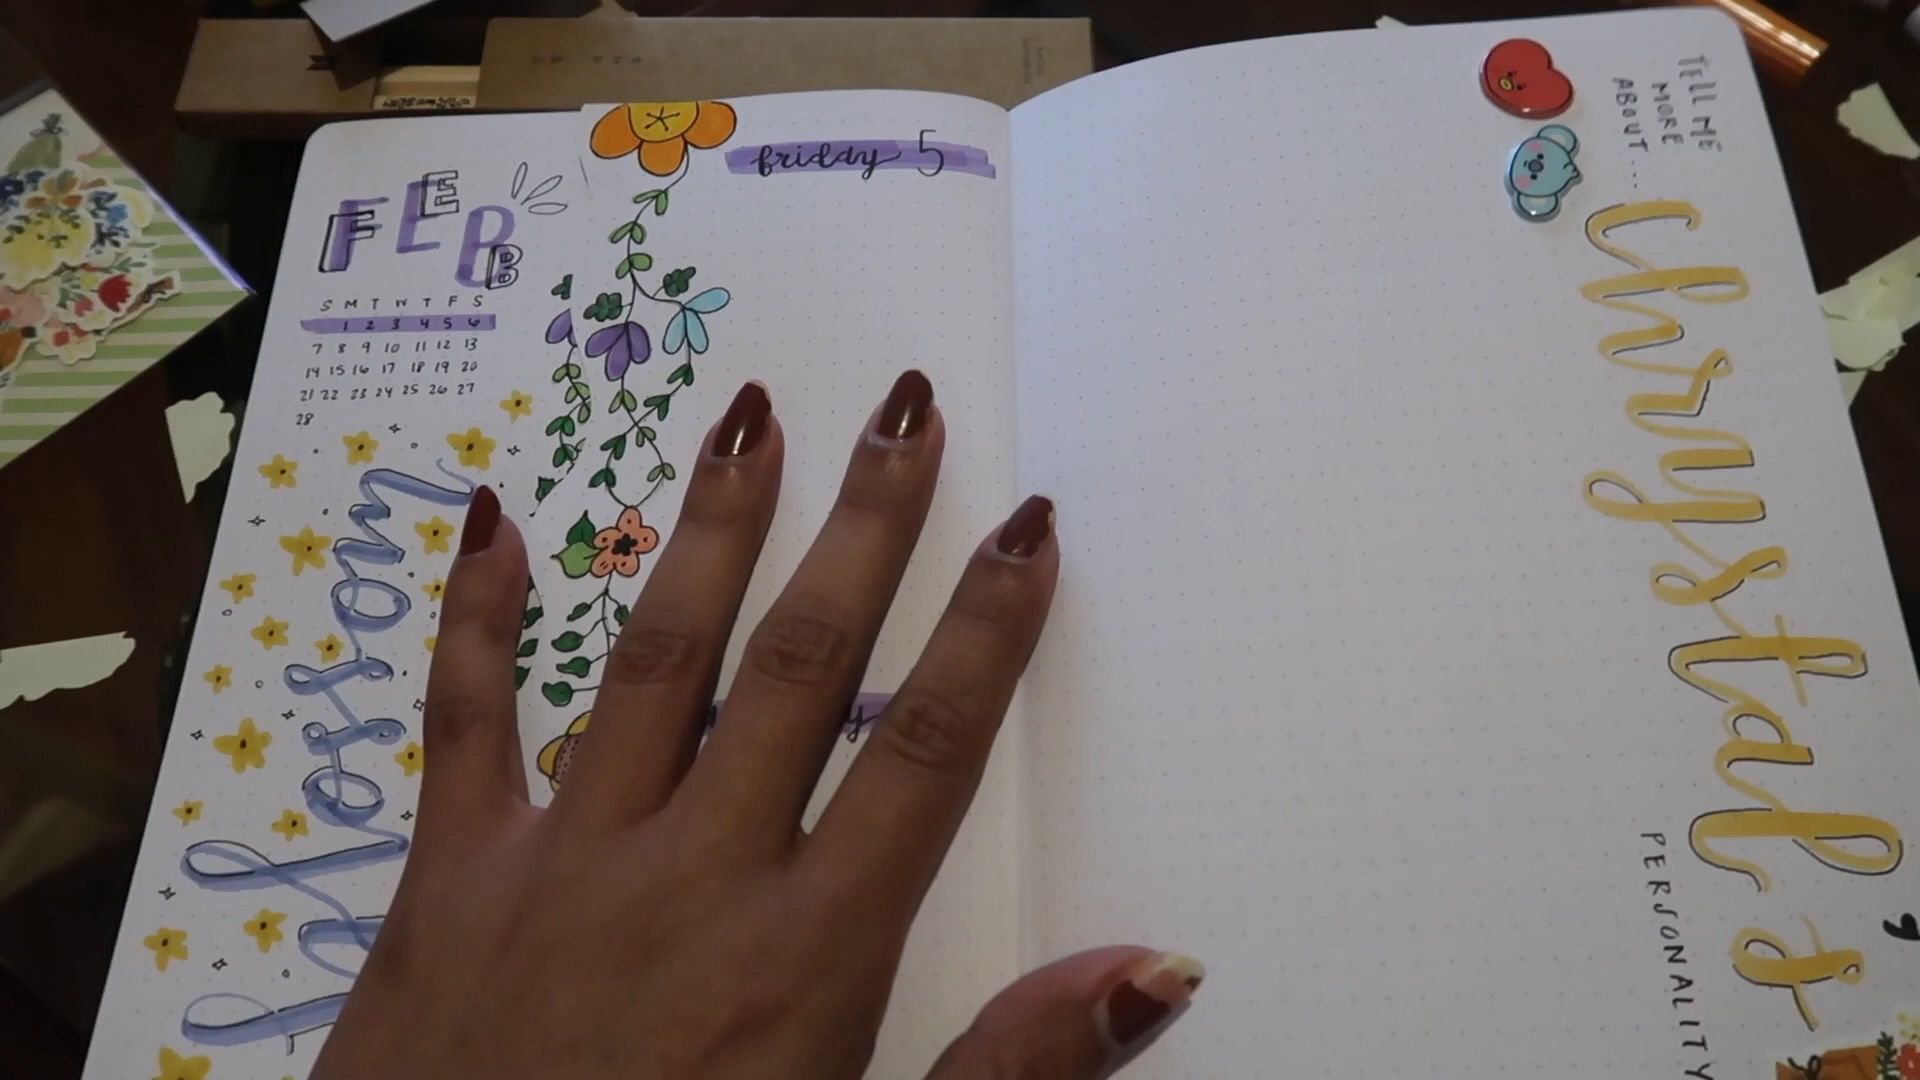 FEB
FEB
S M T W T F S
1 2 3 4 5 6
7 8 9 10 11 12 13
14 15 16 17 18 19 20
21 22 23 24 25 26 27
28
blossom
friday 5
TELL ME
MORE
ABOUT...
Chrystal's
PERSONALITY